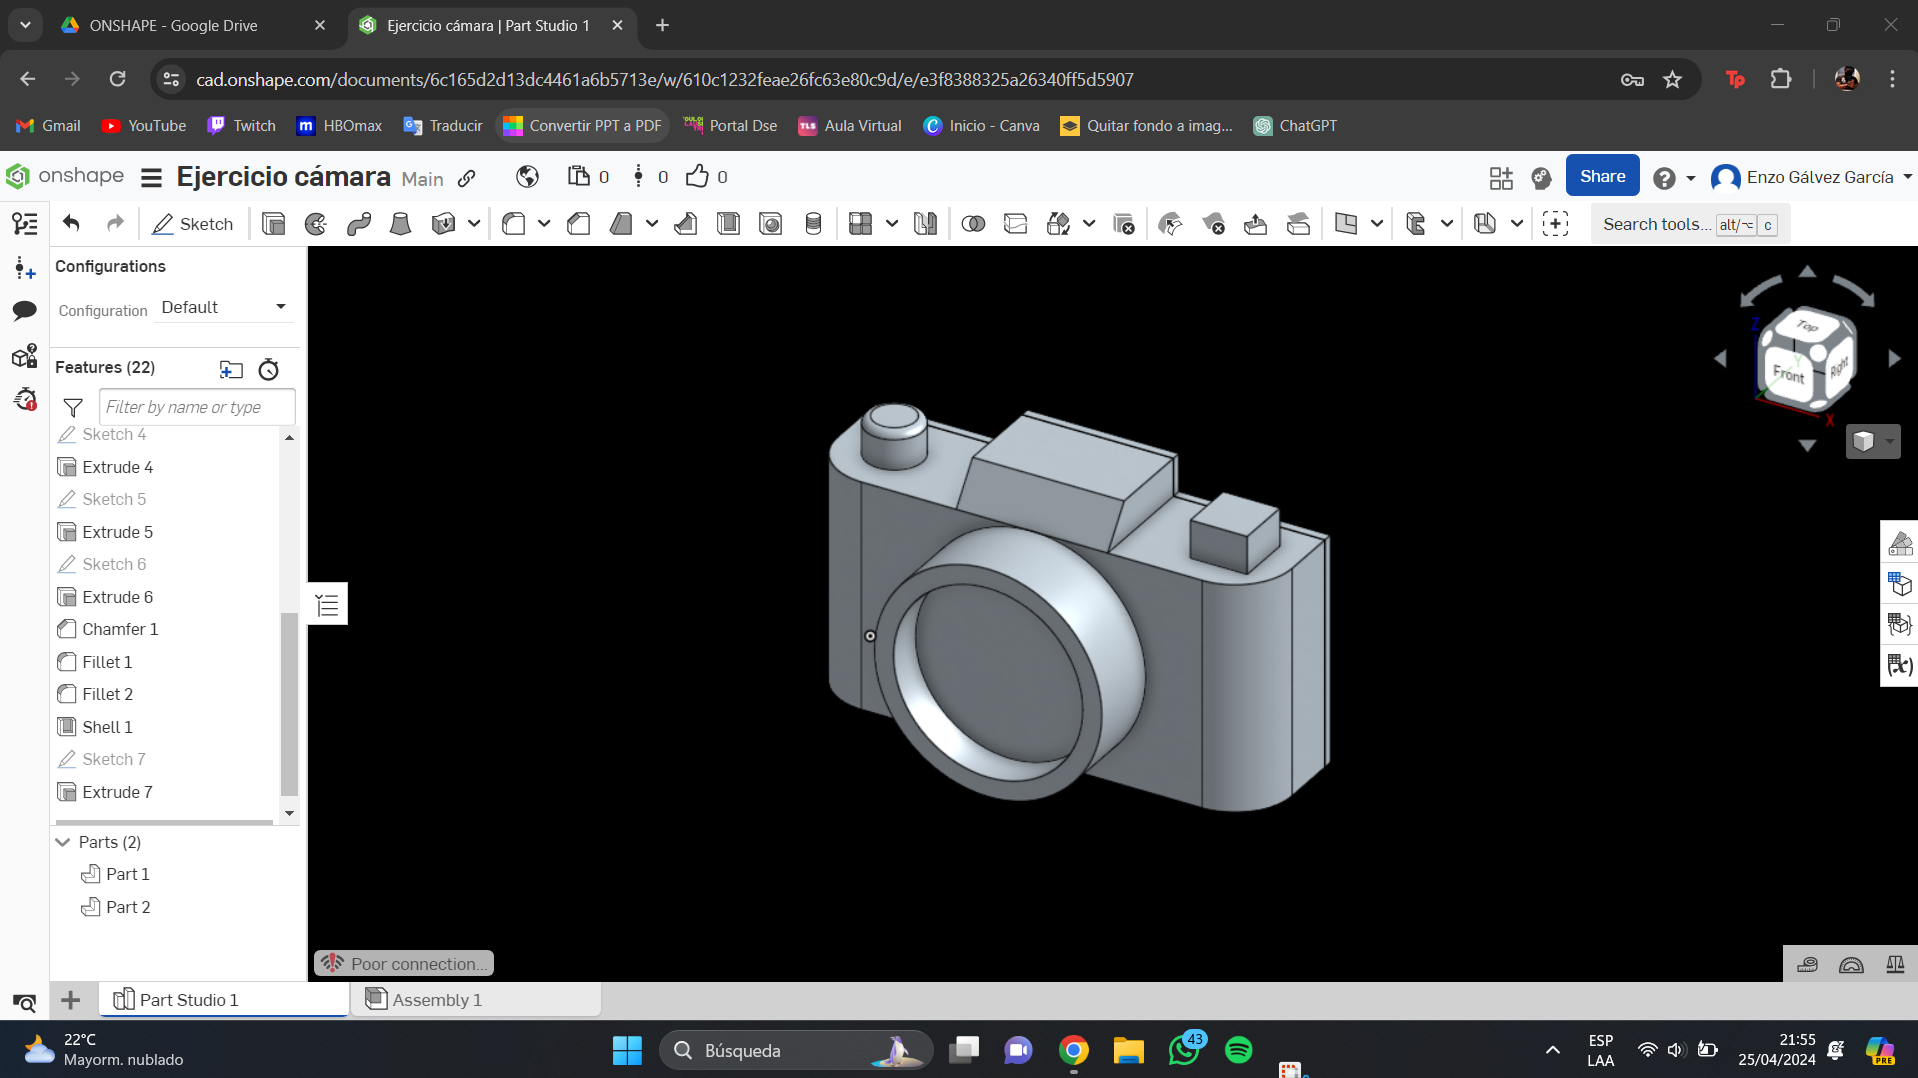 ONSHAPE - Google Drive
Ejercicio cámara | Part Studio 1
cad.onshape.com/documents/6c165d2d13dc4461a6b5713e/w/610c1232feae26fc63e80c9d/e/e3f8388325a26340ff5d5907
Gmail YouTube Twitch HBOmax Traducir Convertir PPT a PDF Portal Dse Aula Virtual Inicio - Canva Quitar fondo a imag... ChatGPT
onshape Ejercicio cámara Main 0 0 0 Share Enzo Gálvez García
Sketch Search tools... alt/⌥ c
Configurations
Configuration Default
Features (22)
Filter by name or type
Sketch 4
Extrude 4
Sketch 5
Extrude 5
Sketch 6
Extrude 6
Chamfer 1
Fillet 1
Fillet 2
Shell 1
Sketch 7
Extrude 7
Parts (2)
Part 1
Part 2
Top
Front
Right
Z
Y
X
Poor connection...
Part Studio 1
Assembly 1
22°C
Mayorm. nublado
Búsqueda
43
ESP
LAA
21:55
25/04/2024
PRE